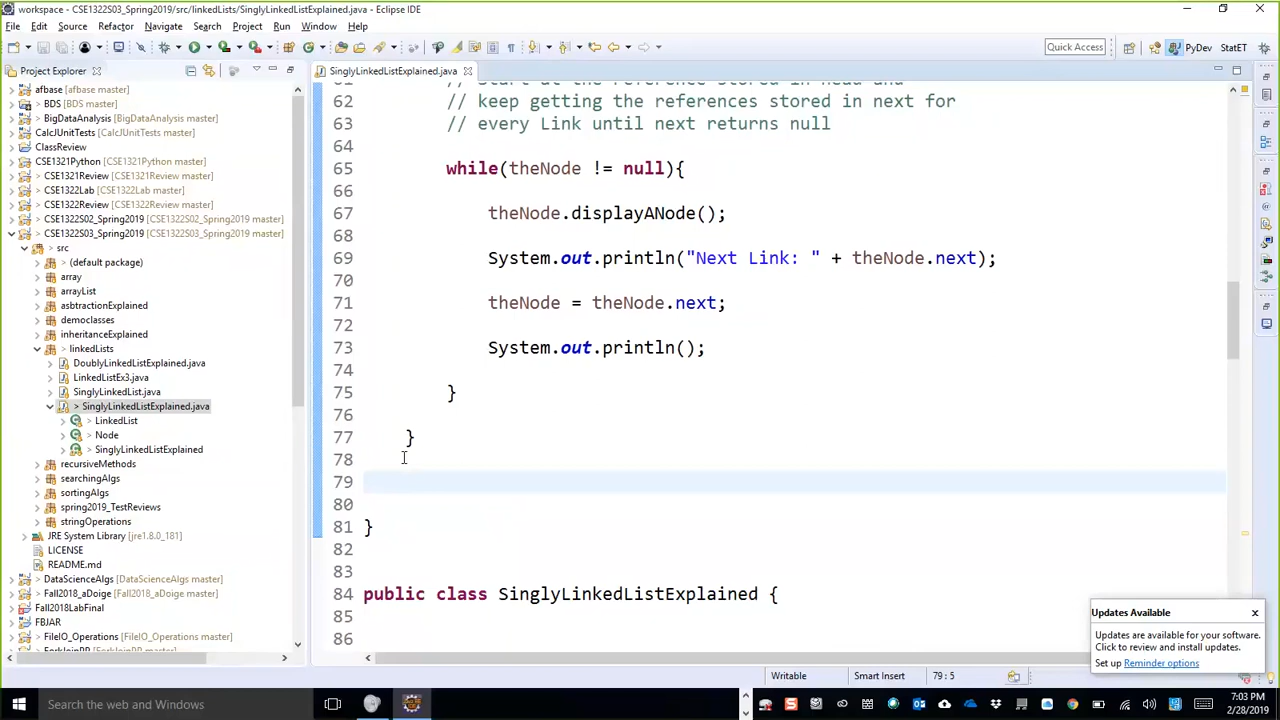 workspace - CSE1322S03_Spring2019/src/linkedLists/SinglyLinkedListExplained.java - Eclipse IDE
File Edit Source Refactor Navigate Search Project Run Window Help
Quick Access
PyDev
StatET
Project Explorer
SinglyLinkedListExplained.java
afbase [afbase master]
> BDS [BDS master]
> BigDataAnalysis [BigDataAnalysis master]
CalcJUnitTests [CalcJUnitTests master]
ClassReview
CSE1321Python [CSE1321Python master]
> CSE1321Review [CSE1321Review master]
> CSE1322Lab [CSE1322Lab master]
> CSE1322Review [CSE1322Review master]
> CSE1322S02_Spring2019 [CSE1322S02_Spring2019 master]
> CSE1322S03_Spring2019 [CSE1322S03_Spring2019 master]
> src
> (default package)
> array
> arrayList
> asbtractionExplained
> democlasses
> inheritanceExplained
> linkedLists
DoublyLinkedListExplained.java
LinkedListEx3.java
SinglyLinkedList.java
> SinglyLinkedListExplained.java
> LinkedList
> Node
> SinglyLinkedListExplained
recursiveMethods
> searchingAlgs
> sortingAlgs
> spring2019_TestReviews
> stringOperations
JRE System Library [jre1.8.0_181]
LICENSE
README.md
> DataScienceAlgs [DataScienceAlgs master]
> Fall2018_aDoige [Fall2018_aDoige master]
Fall2018LabFinal
FBJAR
> FileIO_Operations [FileIO_Operations master]
61 // Start at the reference stored in head and
62 // keep getting the references stored in next for
63 // every Link until next returns null
64
65 while(theNode != null){
66
67 theNode.displayANode();
68
69 System.out.println("Next Link: " + theNode.next);
70
71 theNode = theNode.next;
72
73 System.out.println();
74
75 }
76
77 }
78
79
80
81 }
82
83
84 public class SinglyLinkedListExplained {
85
86
Updates Available
Updates are available for your software.
Click to review and install updates.
Set up Reminder options
Writable
Smart Insert
79 : 5
Search the web and Windows
7:03 PM
2/28/2019